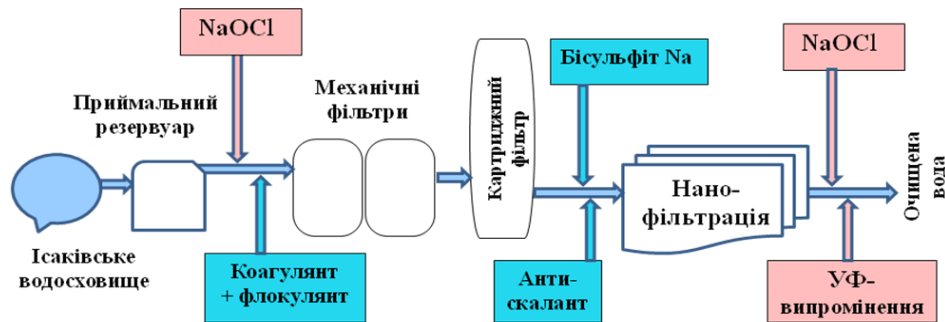 NaOCl
Приймальний
резервуар
Механічні
фільтри
Картриджний
фільтр
Бісульфіт Na
NaOCl
Ісаківське
водосховище
Коагулянт
+ флокулянт
Анти-
скалант
Нано-
фільтрація
УФ-
випромінення
Очищена
вода